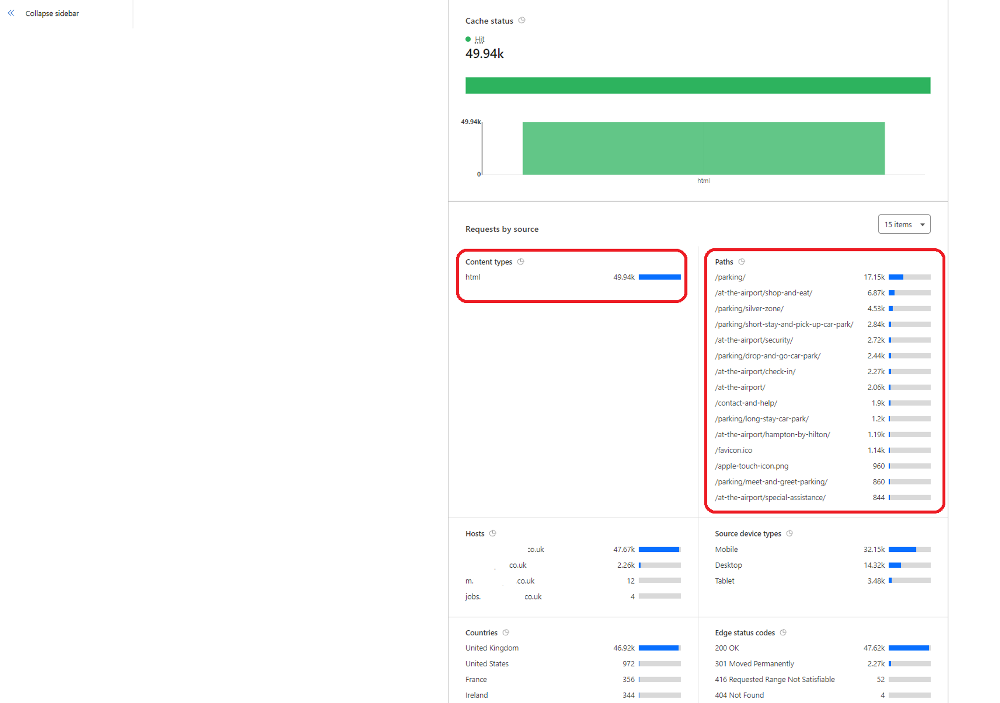 Collapse sidebar
Cache status
Hit
49.94k
49.94k
0
html
Requests by source
15 items
Content types
html 49.94k
Paths
/parking/ 17.15k
/at-the-airport/shop-and-eat/ 6.87k
/parking/silver-zone/ 4.53k
/parking/short-stay-and-pick-up-car-park/ 2.84k
/at-the-airport/security/ 2.72k
/parking/drop-and-go-car-park/ 2.44k
/at-the-airport/check-in/ 2.27k
/at-the-airport/ 2.06k
/contact-and-help/ 1.9k
/parking/long-stay-car-park/ 1.2k
/at-the-airport/hampton-by-hilton/ 1.19k
/favicon.ico 1.14k
/apple-touch-icon.png 960
/parking/meet-and-greet-parking/ 860
/at-the-airport/special-assistance/ 844
Hosts
co.uk 47.67k
co.uk 2.26k
m. .co.uk 12
jobs. co.uk 4
Source device types
Mobile 32.15k
Desktop 14.32k
Tablet 3.48k
Countries
United Kingdom 46.92k
United States 972
France 356
Ireland 344
Edge status codes
200 OK 47.62k
301 Moved Permanently 2.27k
416 Requested Range Not Satisfiable 52
404 Not Found 4